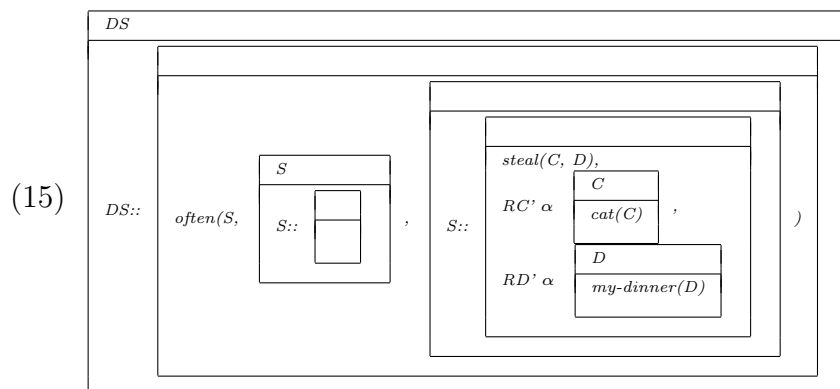 DS
S
steal(C, D),
C
(15) DS:: often(S, S:: , S:: RC' α cat(C) , )
D
RD' α my-dinner(D)